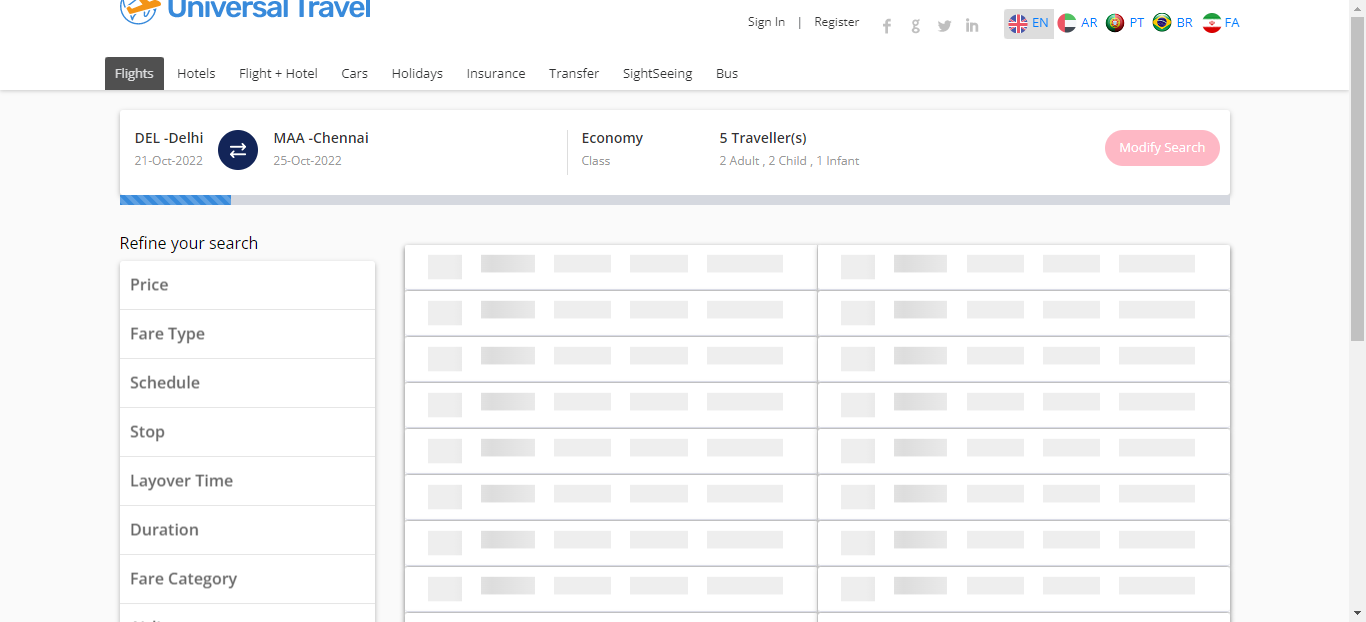 Universal Travel
Sign In | Register
EN AR PT BR FA
Flights Hotels Flight + Hotel Cars Holidays Insurance Transfer SightSeeing Bus
DEL -Delhi MAA -Chennai Economy 5 Traveller(s)
21-Oct-2022 25-Oct-2022 Class 2 Adult , 2 Child , 1 Infant
Modify Search
Refine your search
Price
Fare Type
Schedule
Stop
Layover Time
Duration
Fare Category